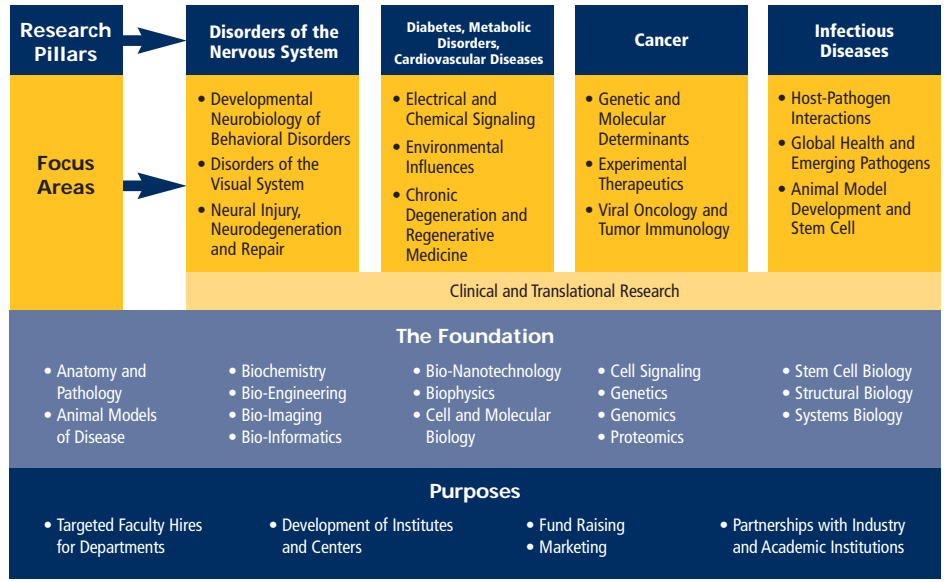 Research
Pillars
Disorders of the
Nervous System
Diabetes, Metabolic
Disorders,
Cardiovascular Diseases
Cancer
Infectious
Diseases
Focus
Areas
• Developmental
Neurobiology of
Behavioral Disorders
• Disorders of the
Visual System
• Neural Injury,
Neurodegeneration
and Repair
• Electrical and
Chemical Signaling
• Environmental
Influences
• Chronic
Degeneration and
Regenerative
Medicine
• Genetic and
Molecular
Determinants
• Experimental
Therapeutics
• Viral Oncology and
Tumor Immunology
• Host-Pathogen
Interactions
• Global Health and
Emerging Pathogens
• Animal Model
Development and
Stem Cell
Clinical and Translational Research
The Foundation
• Anatomy and
Pathology
• Animal Models
of Disease
• Biochemistry
• Bio-Engineering
• Bio-Imaging
• Bio-Informatics
• Bio-Nanotechnology
• Biophysics
• Cell and Molecular
Biology
• Cell Signaling
• Genetics
• Genomics
• Proteomics
• Stem Cell Biology
• Structural Biology
• Systems Biology
Purposes
• Targeted Faculty Hires
for Departments
• Development of Institutes
and Centers
• Fund Raising
• Marketing
• Partnerships with Industry
and Academic Institutions